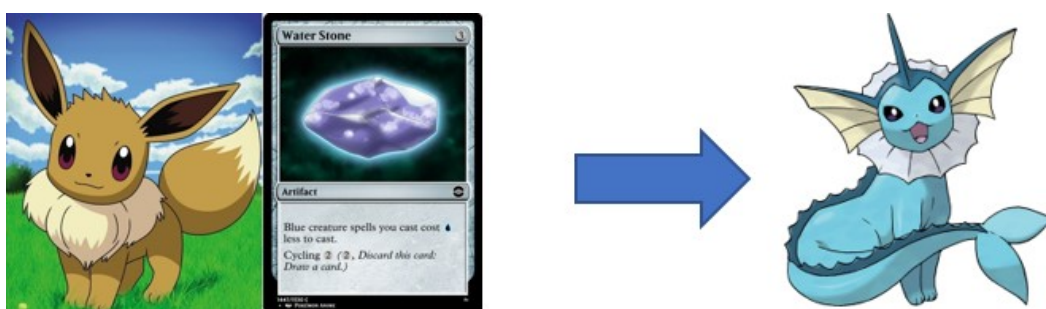 Water Stone 3
Artifact
Blue creature spells you cast cost
less to cast.
Cycling 2 (2, Discard this card:
Draw a card.)